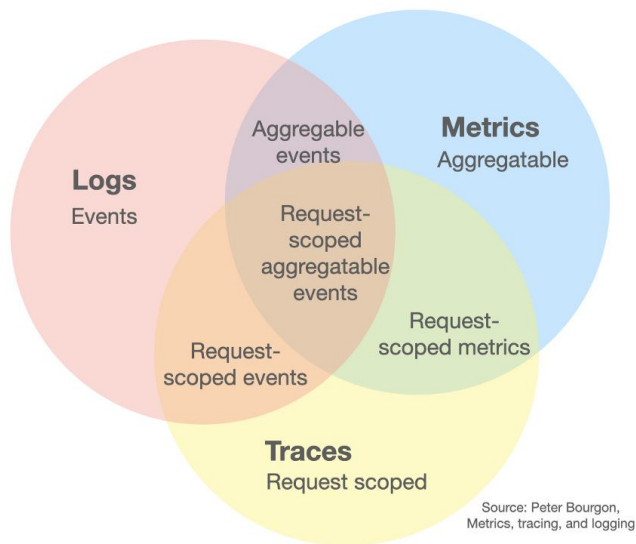 Aggregable
events
Metrics
Aggregatable
Logs
Events
Request-
scoped
aggregatable
events
Request-
scoped metrics
Request-
scoped events
Traces
Request scoped
Source: Peter Bourgon,
Metrics, tracing, and logging